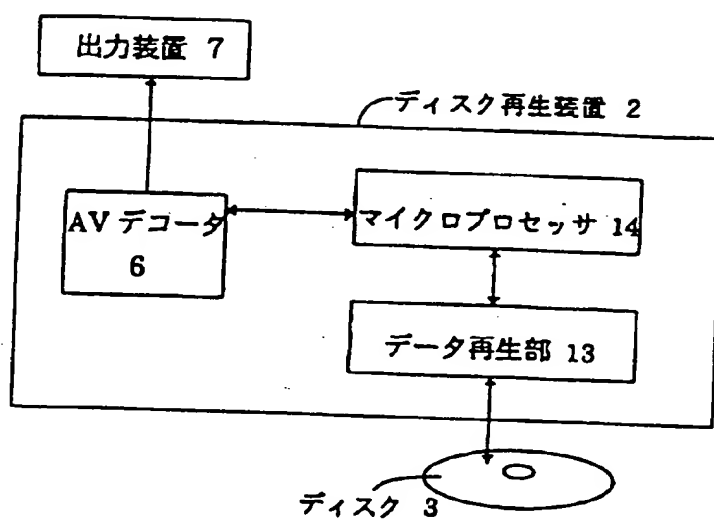 出力装置 7
ディスク再生装置 2
AV デコータ
6
マイクロプロセッサ 14
データ再生部 13
ディスク 3